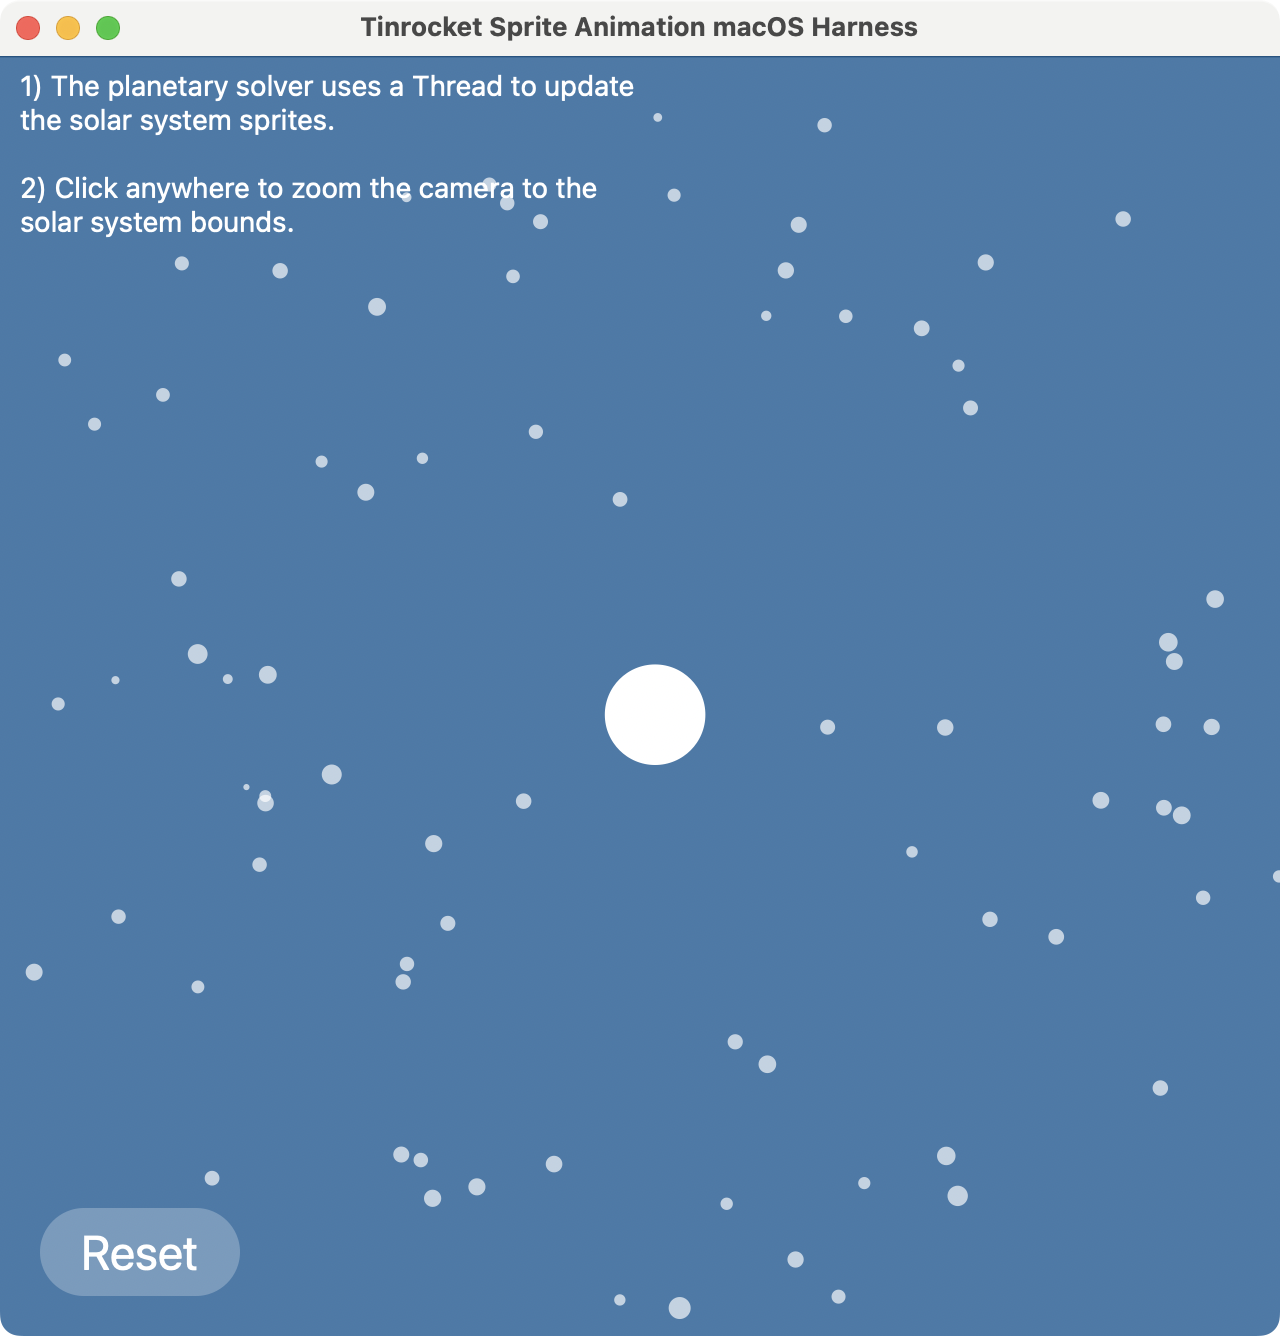 Tinrocket Sprite Animation macOS Harness
1) The planetary solver uses a Thread to update
the solar system sprites.
2) Click anywhere to zoom the camera to the
solar system bounds.
Reset